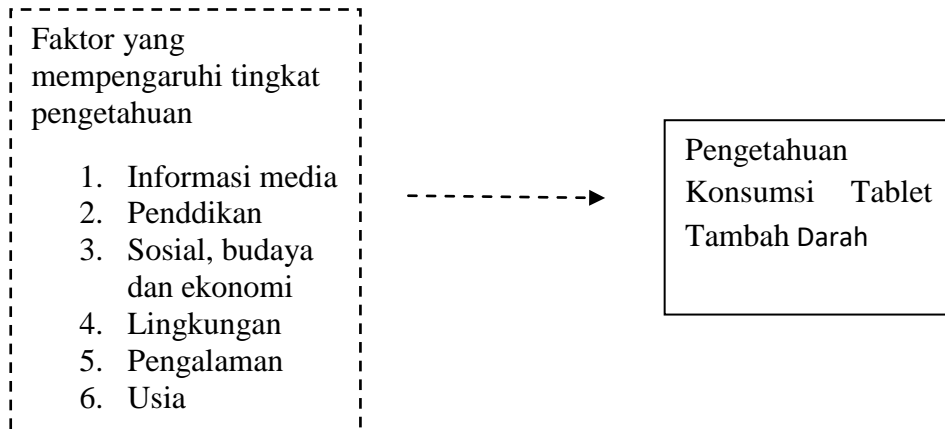 Faktor yang
mempengaruhi tingkat
pengetahuan
1. Informasi media
2. Penddikan
3. Sosial, budaya
dan ekonomi
4. Lingkungan
5. Pengalaman
6. Usia
Pengetahuan
Konsumsi Tablet
Tambah Darah